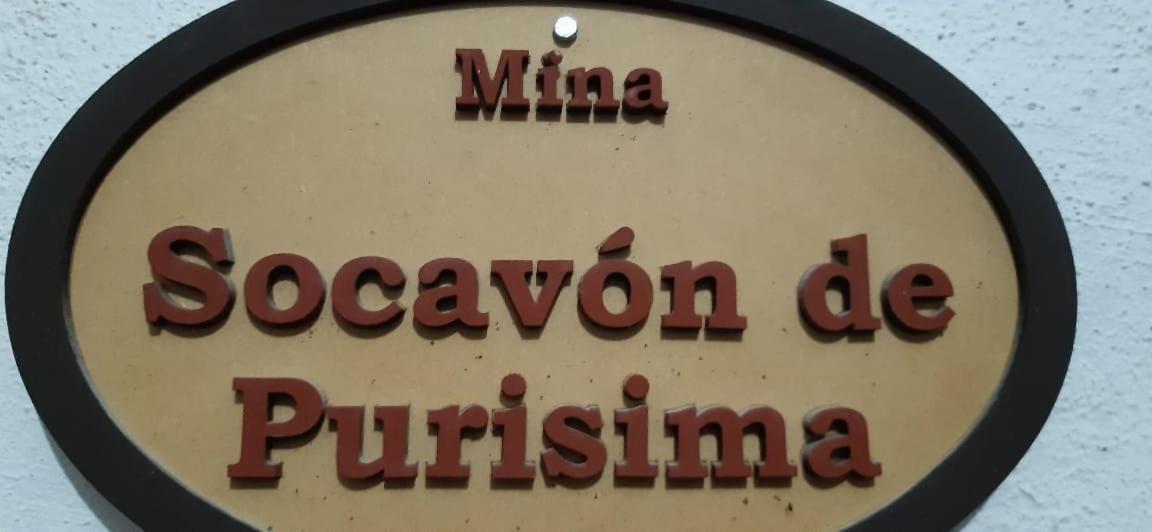 Mina
Socavón de
Purisima